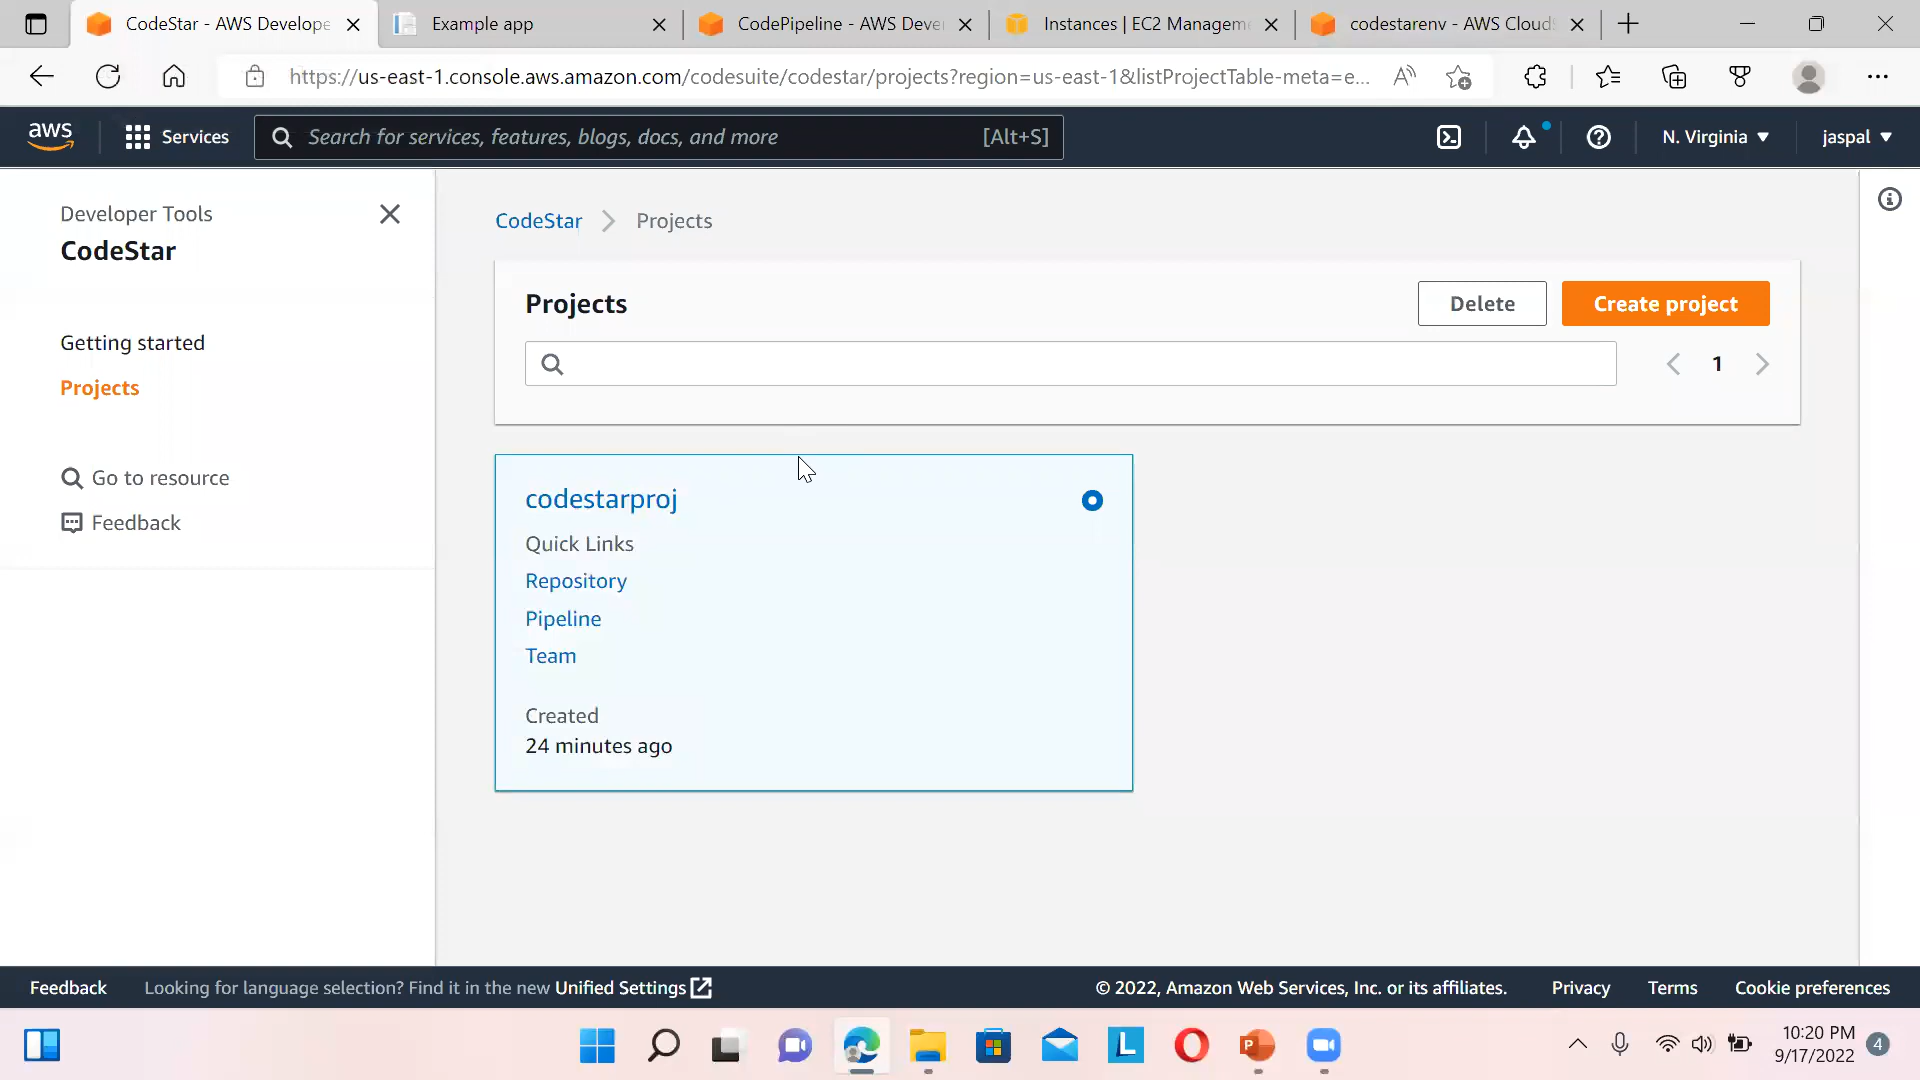 CodeStar - AWS Develope
Example app
CodePipeline - AWS Deve
Instances | EC2 Managem
codestarenv - AWS Cloud
https://us-east-1.console.aws.amazon.com/codesuite/codestar/projects?region=us-east-1&listProjectTable-meta=e...
aws
Services
Search for services, features, blogs, docs, and more
[Alt+S]
N. Virginia
jaspal
Developer Tools
CodeStar
Getting started
Projects
Go to resource
Feedback
CodeStar
Projects
Projects
Delete
Create project
1
codestarproj
Quick Links
Repository
Pipeline
Team
Created
24 minutes ago
Feedback
Looking for language selection? Find it in the new Unified Settings
© 2022, Amazon Web Services, Inc. or its affiliates.
Privacy
Terms
Cookie preferences
10:20 PM
9/17/2022
4